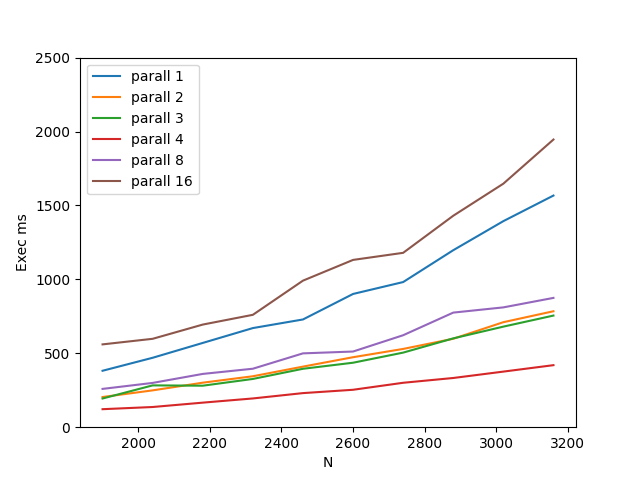 2500
2000
1500
1000
500
0
Exec ms
parall 1
parall 2
parall 3
parall 4
parall 8
parall 16
2000 2200 2400 2600 2800 3000 3200
N